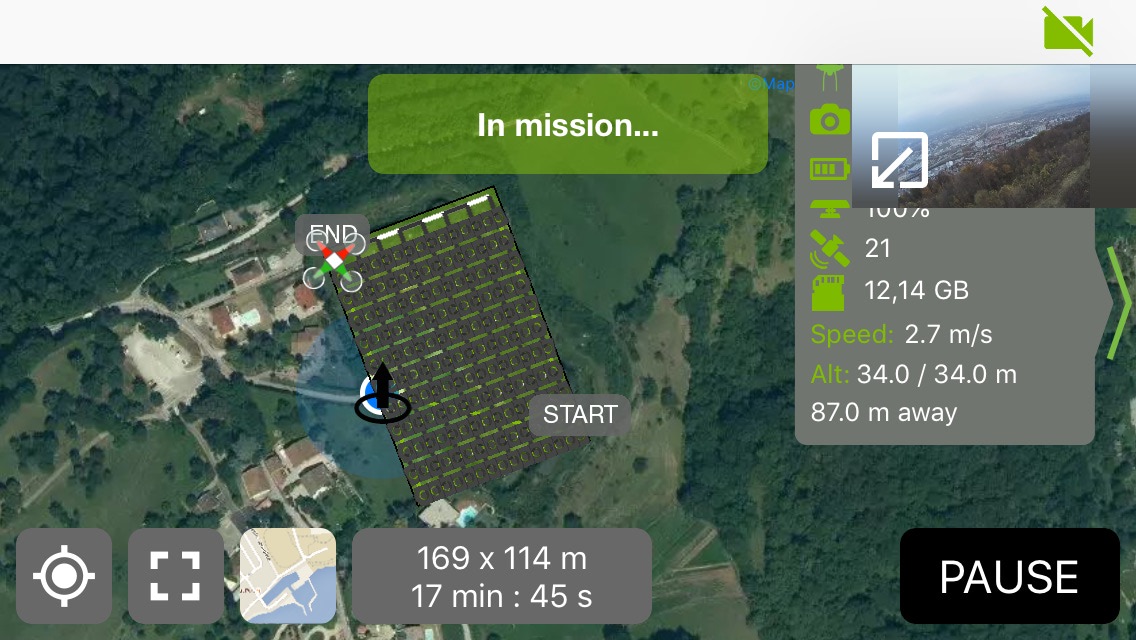 In mission...
©Map
END
START
100%
21
12,14 GB
Speed: 2.7 m/s
Alt: 34.0 / 34.0 m
87.0 m away
169 x 114 m
17 min : 45 s
PAUSE